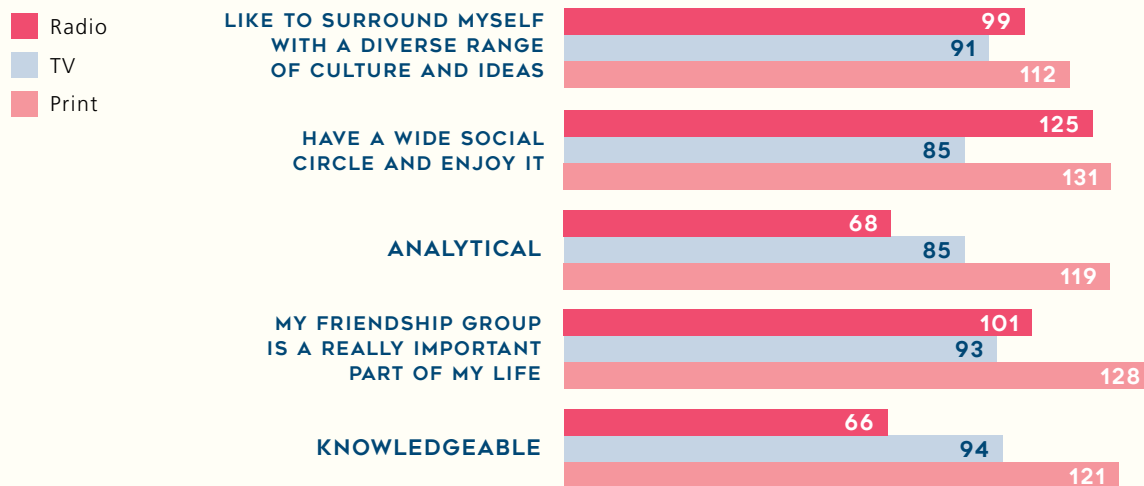 Radio
TV
Print
LIKE TO SURROUND MYSELF
WITH A DIVERSE RANGE
OF CULTURE AND IDEAS
99
91
112
HAVE A WIDE SOCIAL
CIRCLE AND ENJOY IT
125
85
131
ANALYTICAL
68
85
119
MY FRIENDSHIP GROUP
IS A REALLY IMPORTANT
PART OF MY LIFE
101
93
128
KNOWLEDGEABLE
66
94
121